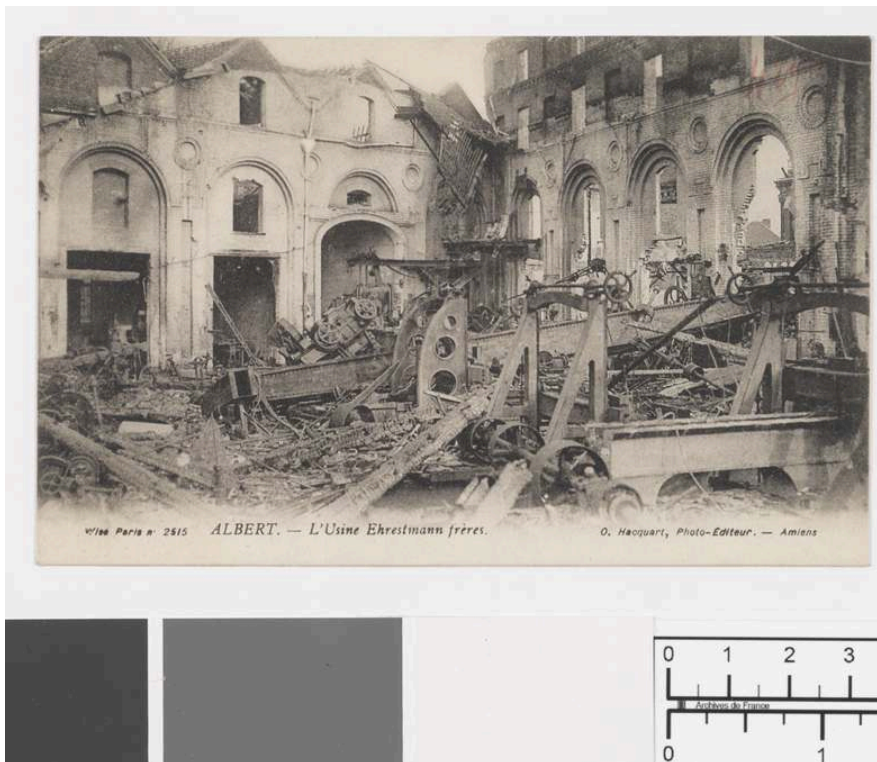 Visé Paris nº 2515 ALBERT. — L'Usine Ehrestmann frères. O. Hacquart, Photo-Éditeur. — Amiens
0 1 2 3
Archives de France
0 1